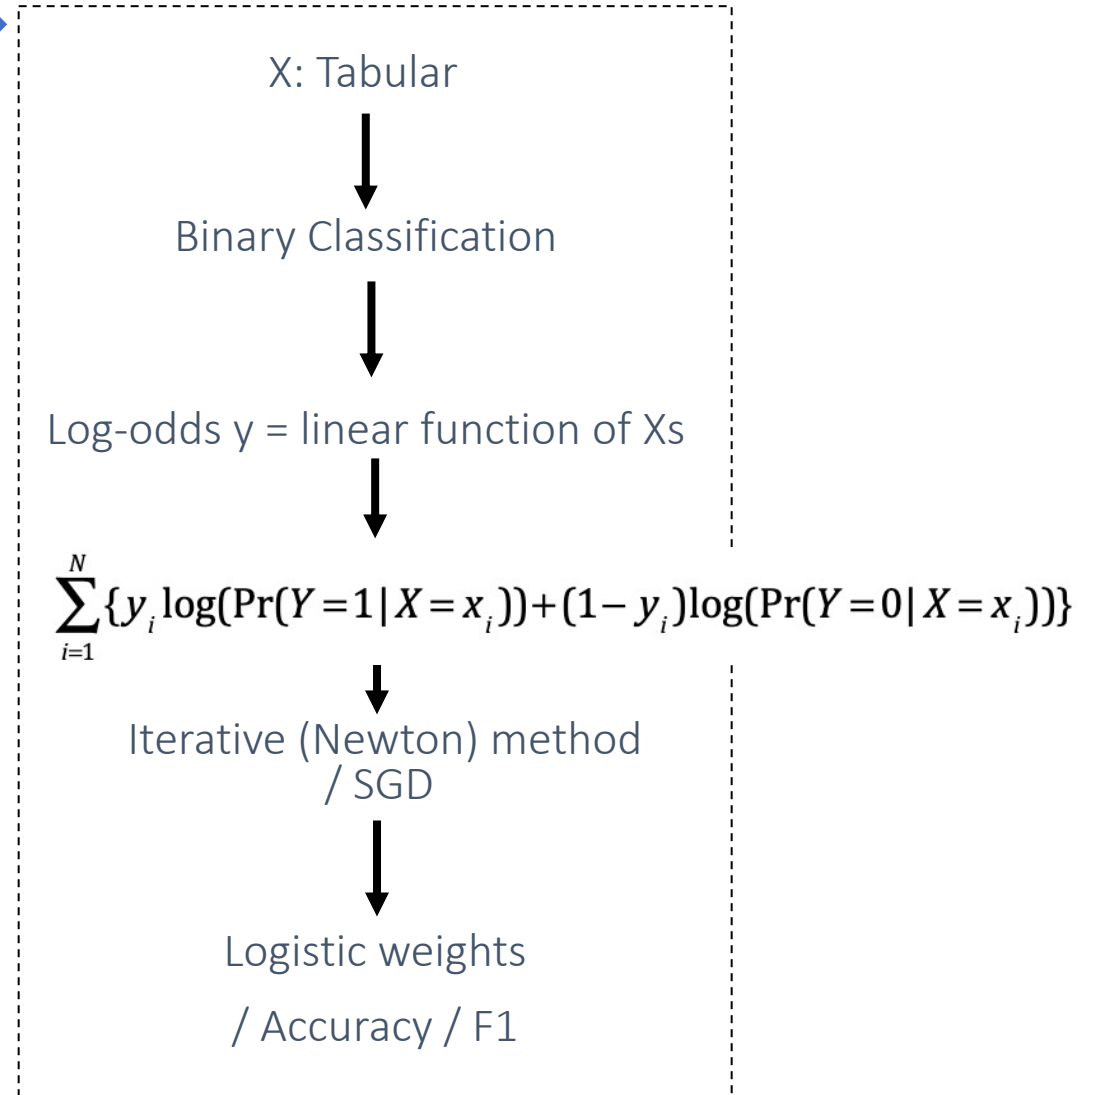 X: Tabular
Binary Classification
Log-odds y = linear function of Xs
N
∑{y_i log(Pr(Y=1|X=x_i))+(1−y_i)log(Pr(Y=0|X=x_i))}
i=1
Iterative (Newton) method
/ SGD
Logistic weights
/ Accuracy / F1